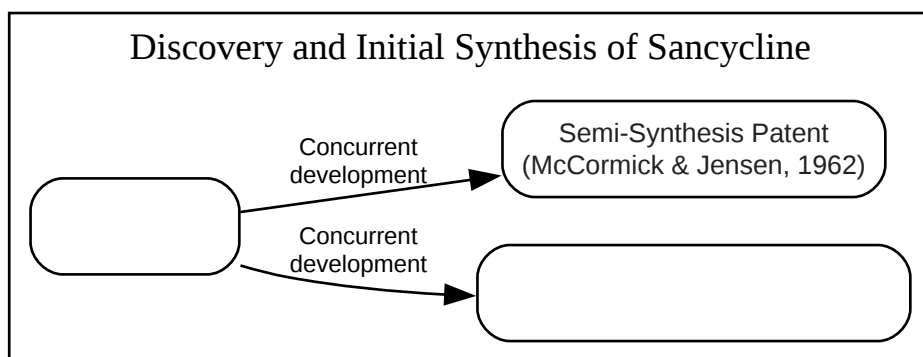 Discovery and Initial Synthesis of Sancycline
Concurrent
development
Semi-Synthesis Patent
(McCormick & Jensen, 1962)
Concurrent
development